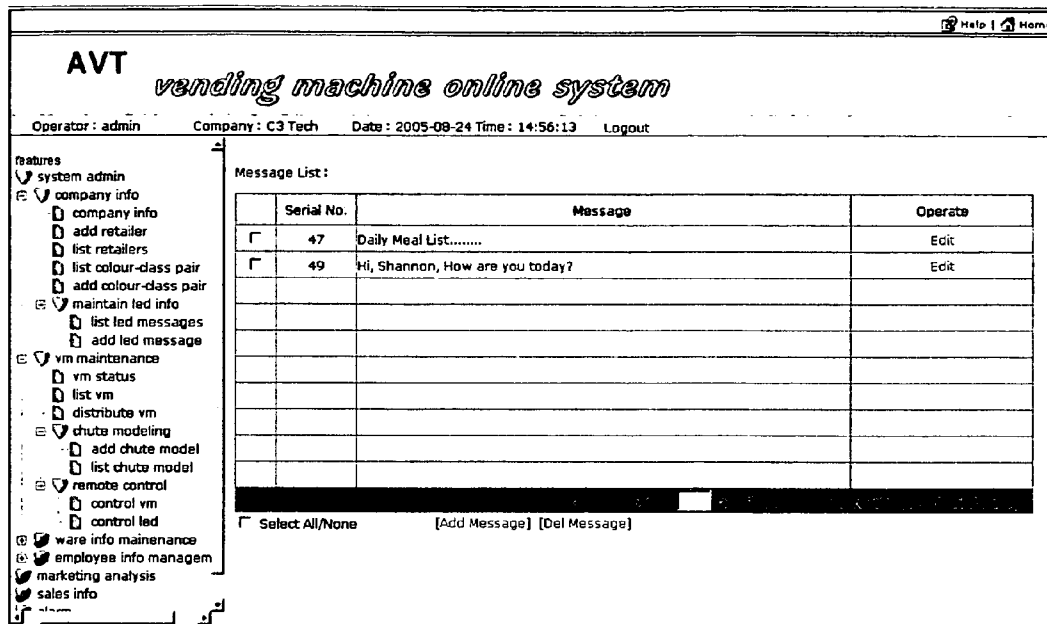 Help | Home
AVT
vending machine online system
Operator : admin Company : C3 Tech Date : 2005-08-24 Time : 14:56:13 Logout
features
system admin
company info
company info
add retailer
list retailers
list colour-class pair
add colour-class pair
maintain led info
list led messages
add led message
vm maintenance
vm status
list vm
distribute vm
chute modeling
add chute model
list chute model
remote control
control vm
control led
ware info mainenance
employee info managem
marketing analysis
sales info
alarm
Message List :
Serial No. Message Operate
47 Daily Meal List........ Edit
49 Hi, Shannon, How are you today? Edit
Select All/None [Add Message] [Del Message]